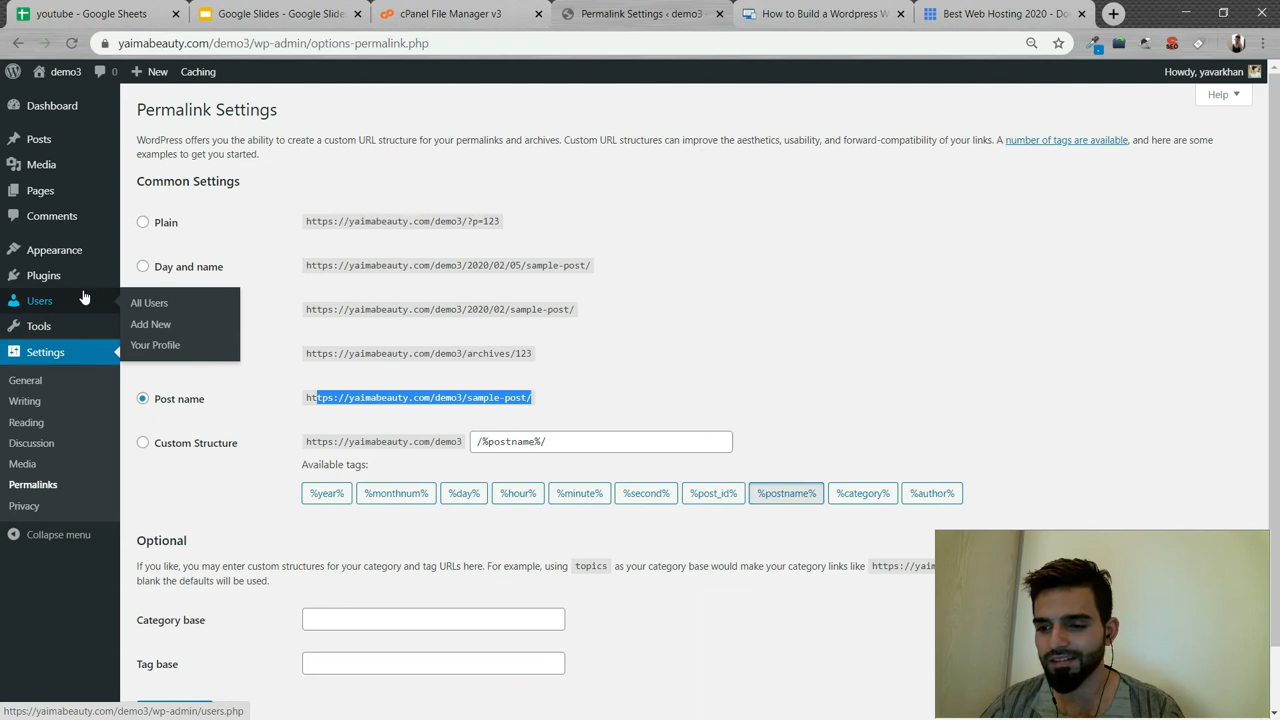 youtube - Google Sheets
Google Slides - Google Slide
cPanel File Manager v3
Permalink Settings ‹ demo3
How to Build a Wordpress W
Best Web Hosting 2020 - Do
yaimabeauty.com/demo3/wp-admin/options-permalink.php
demo3
0
New
Caching
Howdy, yavarkhan
Help
Dashboard
Posts
Media
Pages
Comments
Appearance
Plugins
Users
Tools
Settings
General
Writing
Reading
Discussion
Media
Permalinks
Privacy
Collapse menu
All Users
Add New
Your Profile
Permalink Settings
WordPress offers you the ability to create a custom URL structure for your permalinks and archives. Custom URL structures can improve the aesthetics, usability, and forward-compatibility of your links. A number of tags are available, and here are some
examples to get you started.
Common Settings
Plain
https://yaimabeauty.com/demo3/?p=123
Day and name
https://yaimabeauty.com/demo3/2020/02/05/sample-post/
https://yaimabeauty.com/demo3/2020/02/sample-post/
https://yaimabeauty.com/demo3/archives/123
Post name
https://yaimabeauty.com/demo3/sample-post/
Custom Structure
https://yaimabeauty.com/demo3
/%postname%/
Available tags:
%year%
%monthnum%
%day%
%hour%
%minute%
%second%
%post_id%
%postname%
%category%
%author%
Optional
If you like, you may enter custom structures for your category and tag URLs here. For example, using topics as your category base would make your category links like https://yaim
blank the defaults will be used.
Category base
Tag base
https://yaimabeauty.com/demo3/wp-admin/users.php